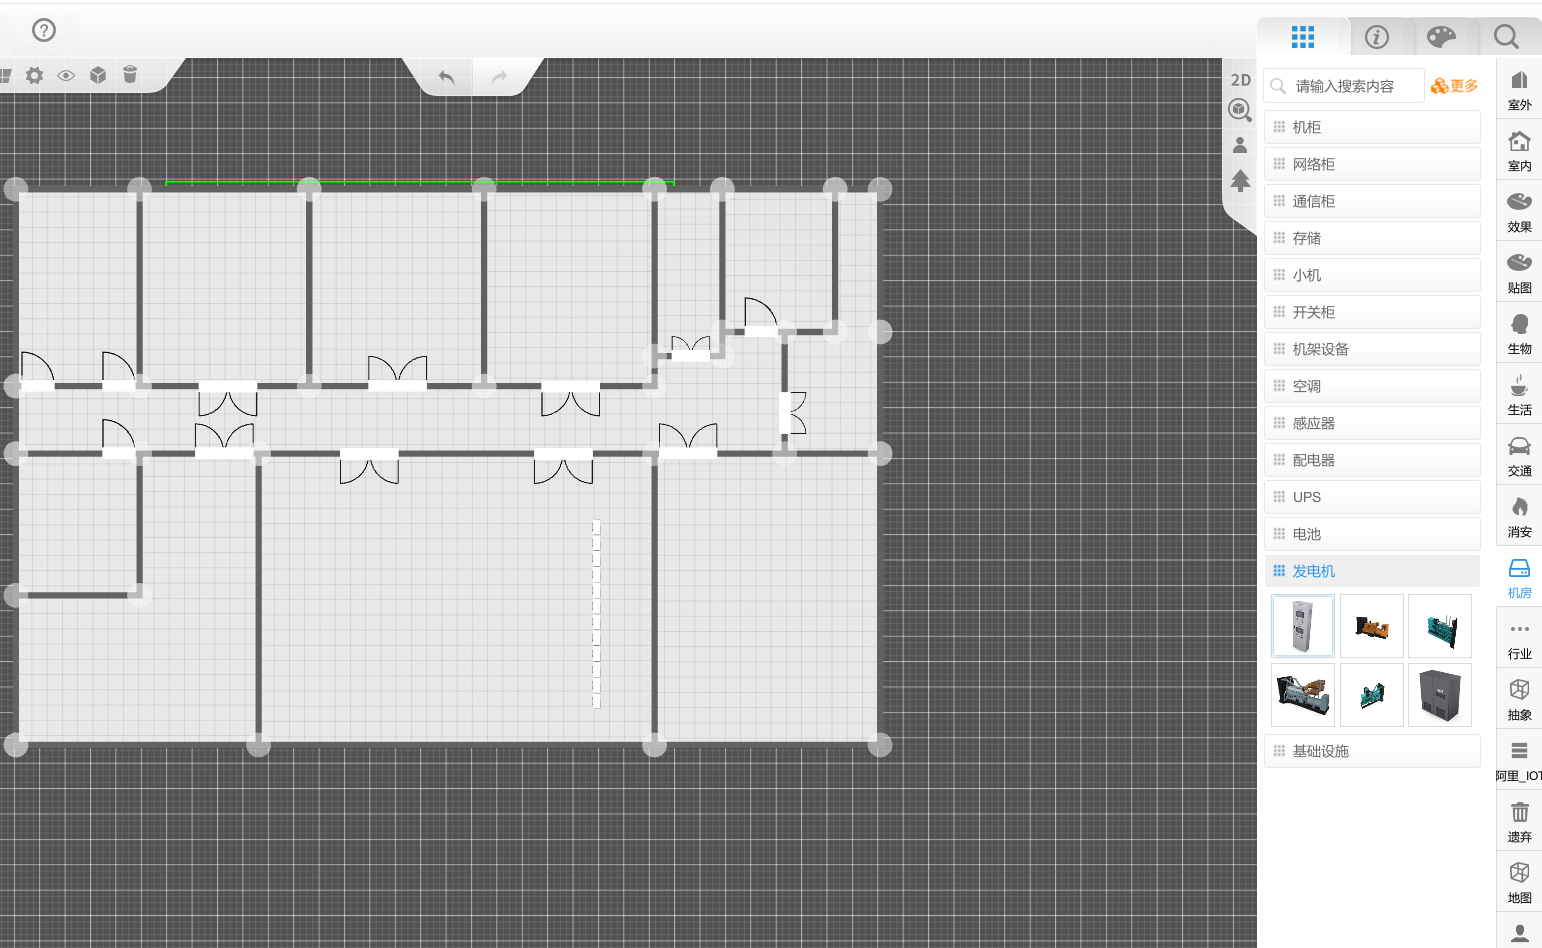 ?
2D
请输入搜索内容
更多
机柜
网络柜
通信柜
存储
小机
开关柜
机架设备
空调
感应器
配电器
UPS
电池
发电机
基础设施
室外
室内
效果
贴图
生物
生活
交通
消安
机房
行业
抽象
阿里_IOT
遗弃
地图